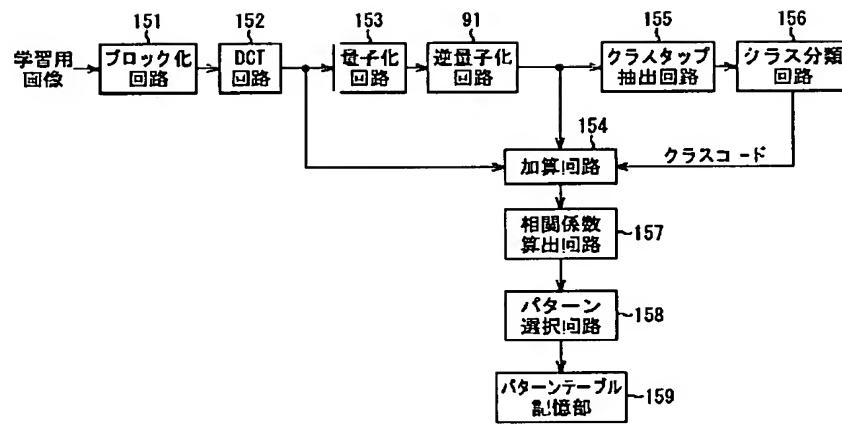 151
152
153
91
155
156
学習用
画像
ブロック化
回路
DCT
回路
量子化
回路
逆量子化
回路
クラスタップ
抽出回路
クラス分類
回路
154
加算回路
クラスコード
相関係数
算出回路
157
パターン
選択回路
158
パターンテーブル
記憶部
159